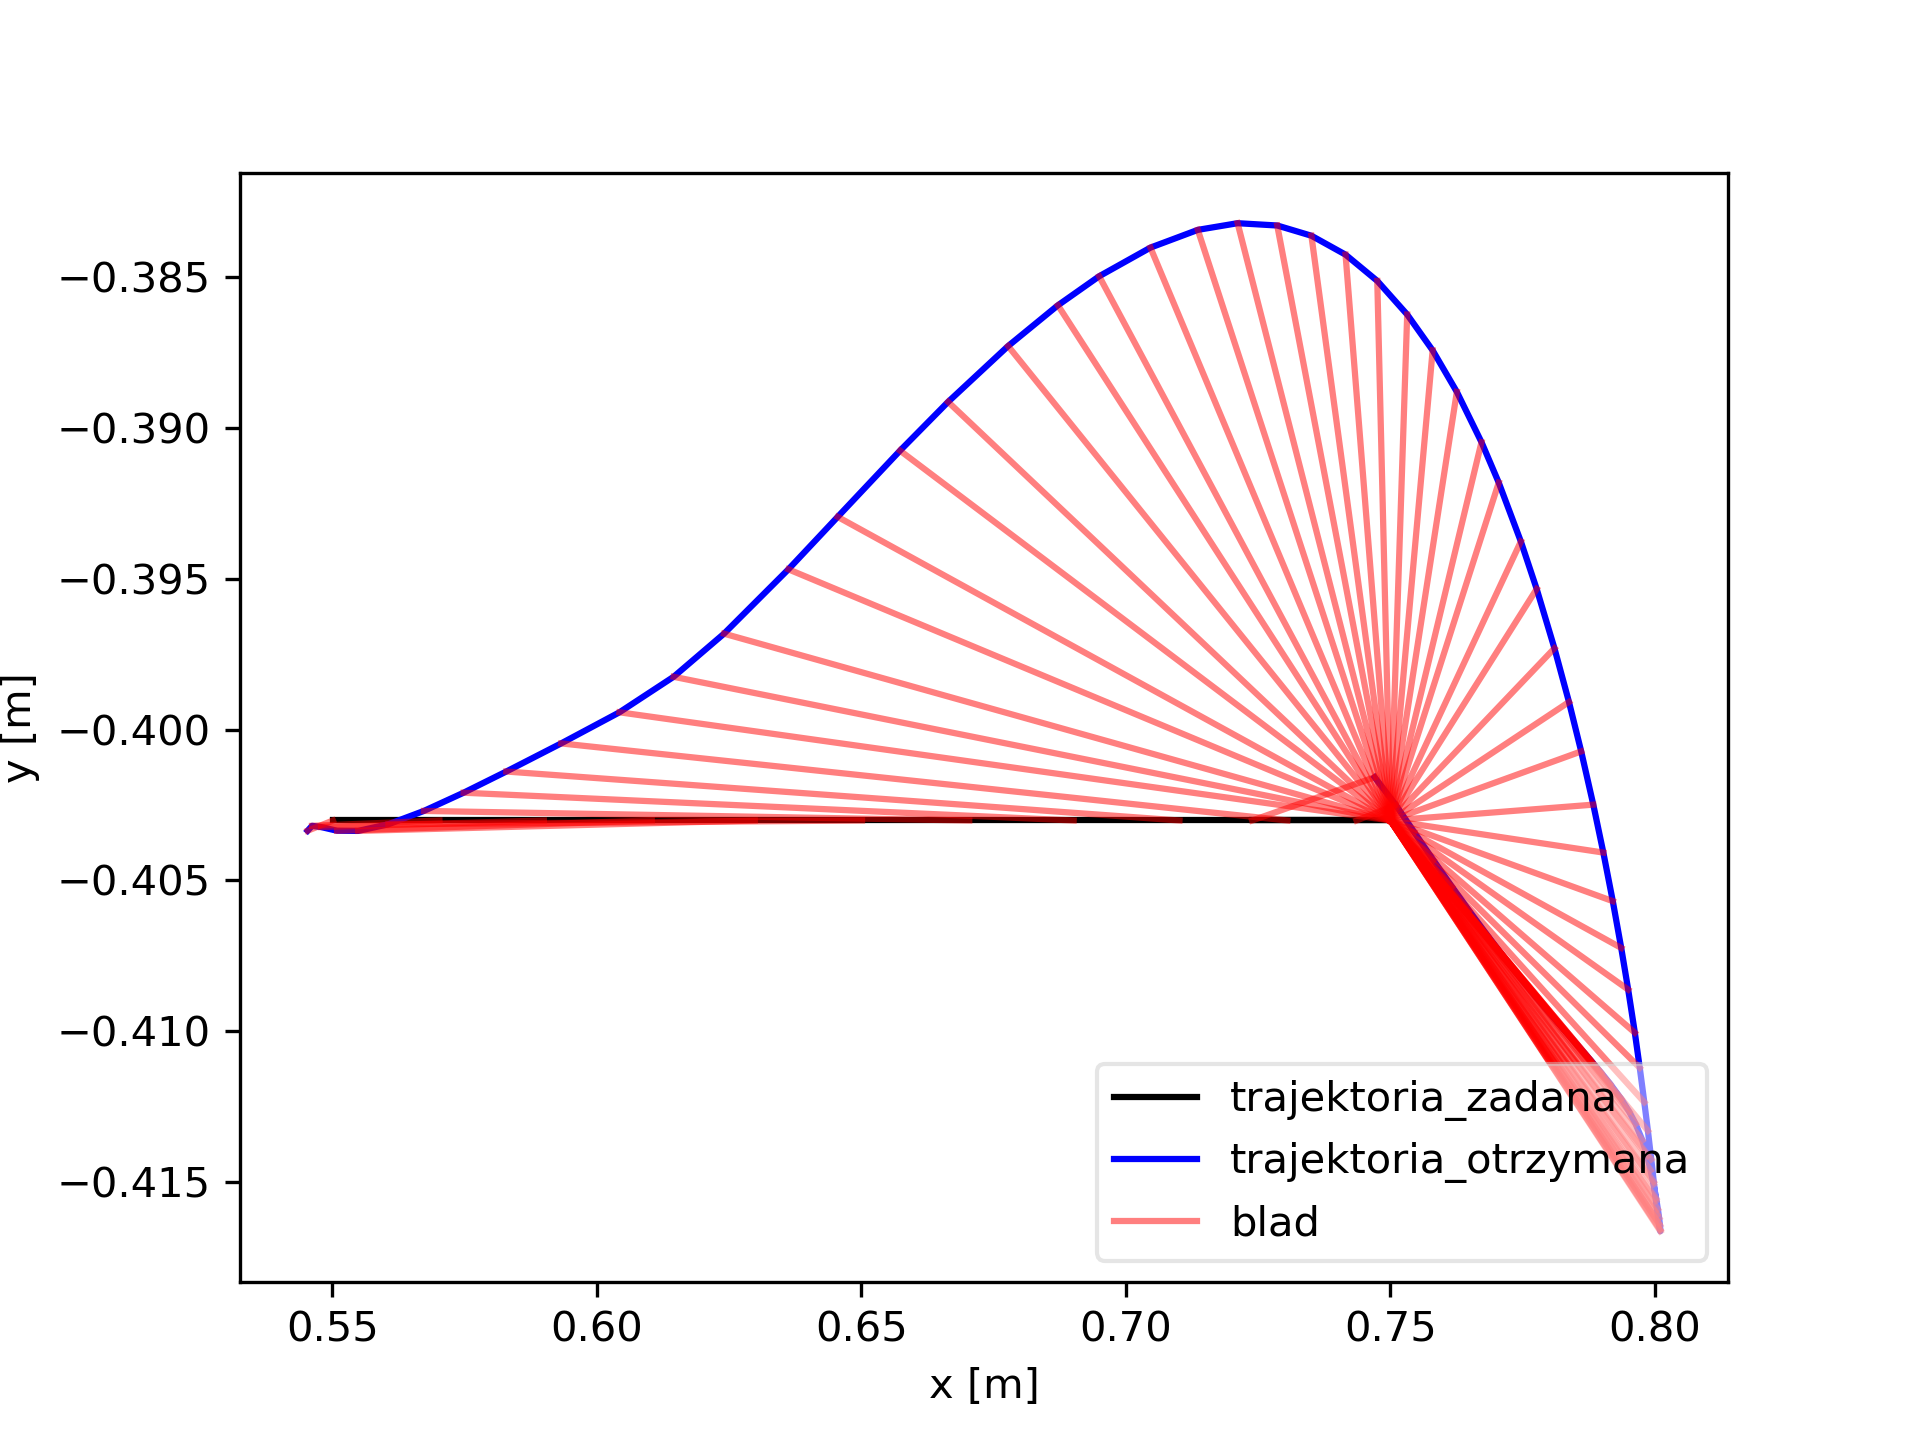 y [m]
−0.385
−0.390
−0.395
−0.400
−0.405
−0.410
−0.415
trajektoria_zadana
trajektoria_otrzymana
blad
0.55 0.60 0.65 0.70 0.75 0.80
x [m]